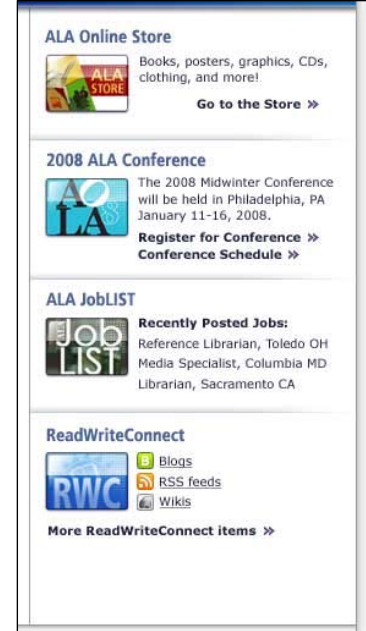 ALA Online Store
ALA
STORE
Books, posters, graphics, CDs,
clothing, and more!
Go to the Store »
2008 ALA Conference
The 2008 Midwinter Conference
will be held in Philadelphia, PA
January 11-16, 2008.
Register for Conference »
Conference Schedule »
ALA JobLIST
ALA
Job
LIST
Recently Posted Jobs:
Reference Librarian, Toledo OH
Media Specialist, Columbia MD
Librarian, Sacramento CA
ReadWriteConnect
RWC
B Blogs
RSS feeds
Wikis
More ReadWriteConnect items »